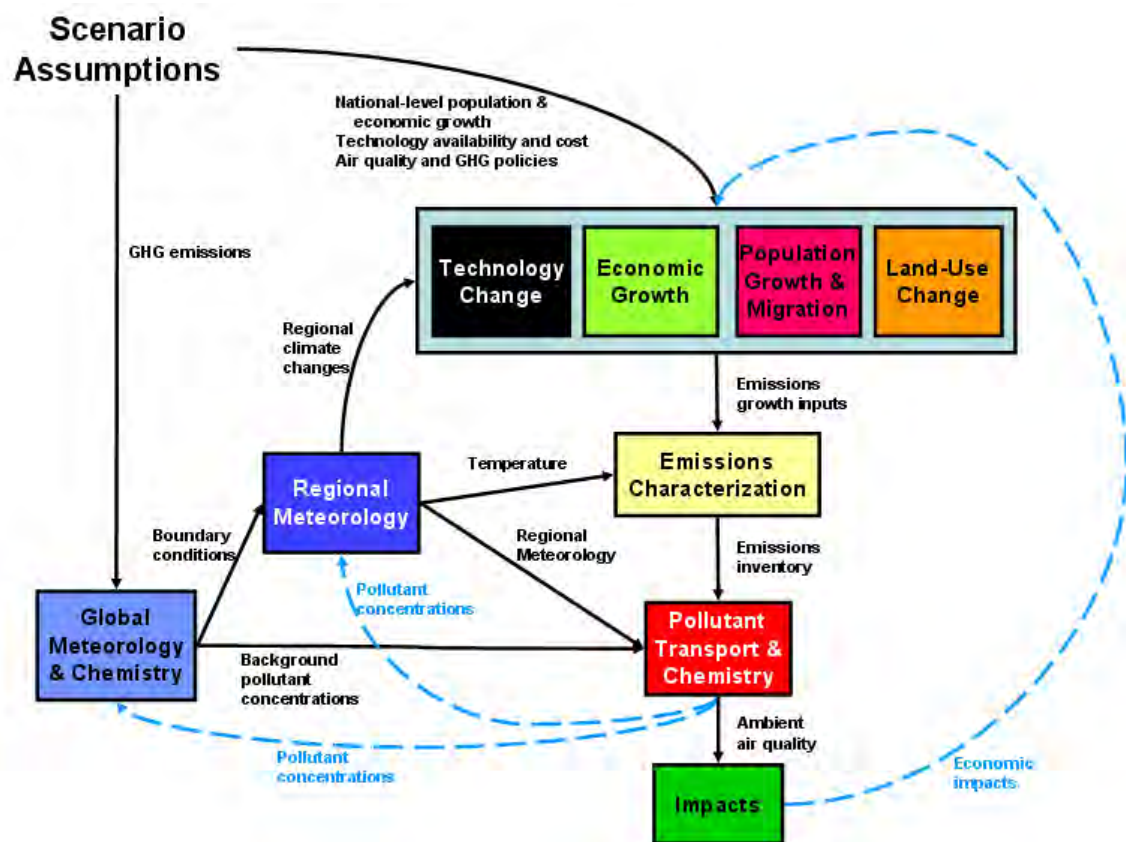 Scenario
Assumptions
National-level population &
economic growth
Technology availability and cost
Air quality and GHG policies
GHG emissions
Technology
Change
Economic
Growth
Population
Growth &
Migration
Land-Use
Change
Regional
climate
changes
Emissions
growth inputs
Regional
Meteorology
Temperature
Emissions
Characterization
Boundary
conditions
Regional
Meteorology
Emissions
inventory
Pollutant
concentrations
Global
Meteorology
& Chemistry
Pollutant
Transport &
Chemistry
Background
pollutant
concentrations
Ambient
air quality
Pollutant
concentrations
Economic
impacts
Impacts